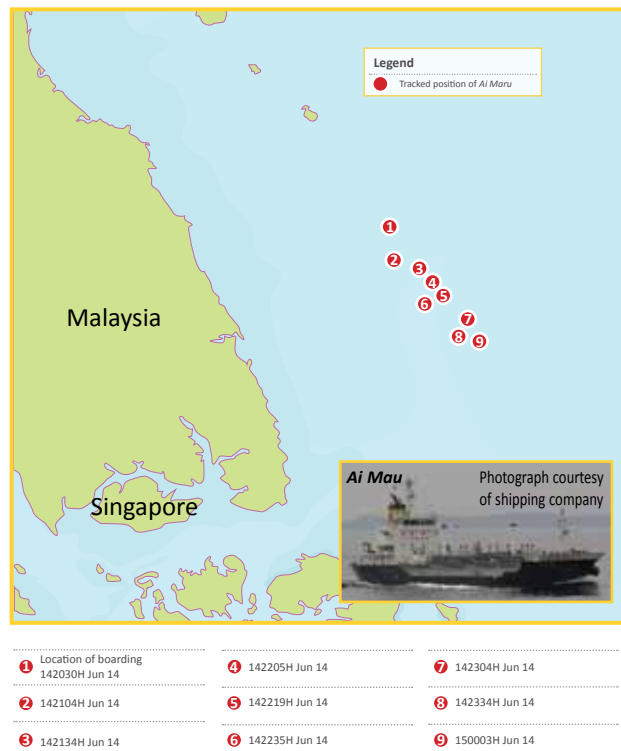 Legend
Tracked position of Ai Maru
1
2
3
4
5
6
7
8
9
Malaysia
Singapore
Ai Mau
Photograph courtesy
of shipping company
1 Location of boarding
142030H Jun 14
2 142104H Jun 14
3 142134H Jun 14
4 142205H Jun 14
5 142219H Jun 14
6 142235H Jun 14
7 142304H Jun 14
8 142334H Jun 14
9 150003H Jun 14